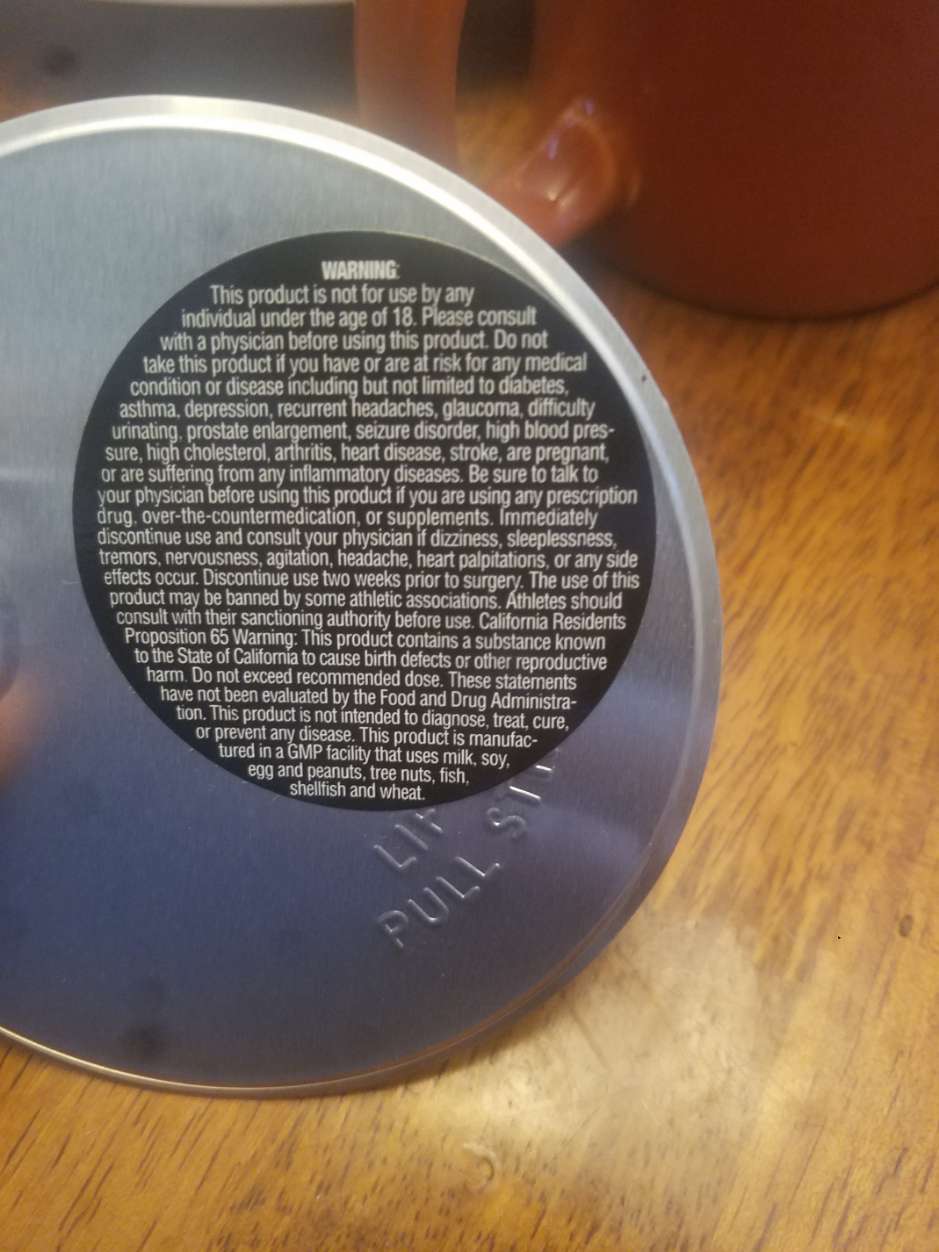 WARNING:
This product is not for use by any
individual under the age of 18. Please consult
with a physician before using this product. Do not
take this product if you have or are at risk for any medical
condition or disease including but not limited to diabetes,
asthma, depression, recurrent headaches, glaucoma, difficulty
urinating, prostate enlargement, seizure disorder, high blood pres-
sure, high cholesterol, arthritis, heart disease, stroke, are pregnant,
or are suffering from any inflammatory diseases. Be sure to talk to
your physician before using this product if you are using any prescription
drug, over-the-countermedication, or supplements. Immediately
discontinue use and consult your physician if dizziness, sleeplessness,
tremors, nervousness, agitation, headache, heart palpitations, or any side
effects occur. Discontinue use two weeks prior to surgery. The use of this
product may be banned by some athletic associations. Athletes should
consult with their sanctioning authority before use. California Residents
Proposition 65 Warning: This product contains a substance known
to the State of California to cause birth defects or other reproductive
harm. Do not exceed recommended dose. These statements
have not been evaluated by the Food and Drug Administra-
tion. This product is not intended to diagnose, treat, cure,
or prevent any disease. This product is manufac-
tured in a GMP facility that uses milk, soy,
egg and peanuts, tree nuts, fish,
shellfish and wheat.
PULL